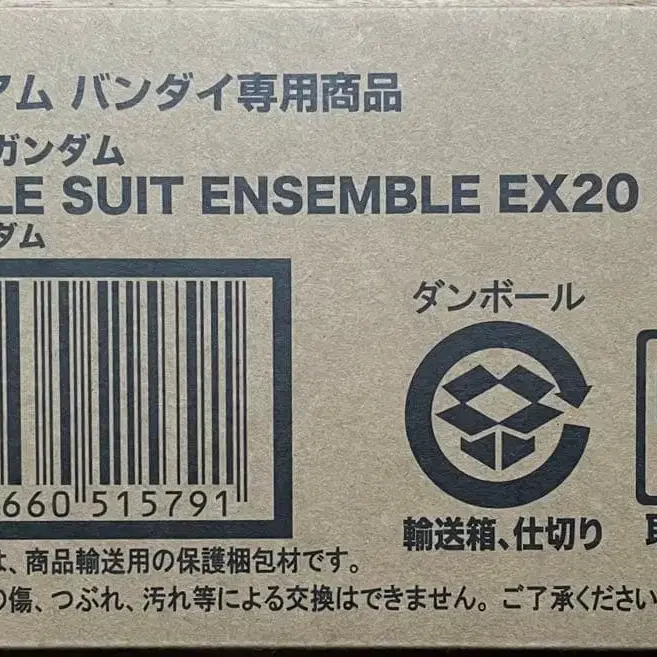 アム バンダイ専用商品
ガンダム
LE SUIT ENSEMBLE EX20
ダム
ダンボール
660 515791
輸送箱、仕切り
は、商品輸送用の保護梱包材です。
の傷、つぶれ、汚れ等による交換はできません。ご了承ください